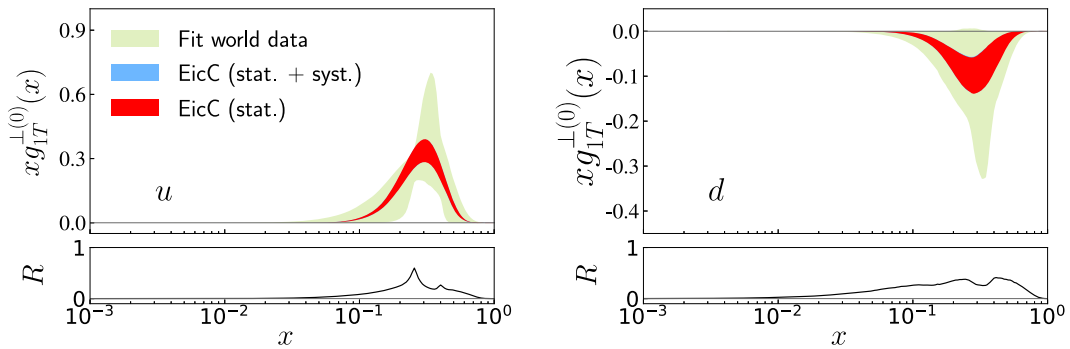 0.9
0.6
0.3
0.0
xg_{1T}^{⊥(0)}(x)
Fit world data
EicC (stat. + syst.)
EicC (stat.)
u
1
0
R
10^{-3}
10^{-2}
10^{-1}
10^{0}
x
0.0
-0.1
-0.2
-0.3
-0.4
xg_{1T}^{⊥(0)}(x)
d
1
0
R
10^{-3}
10^{-2}
10^{-1}
10^{0}
x